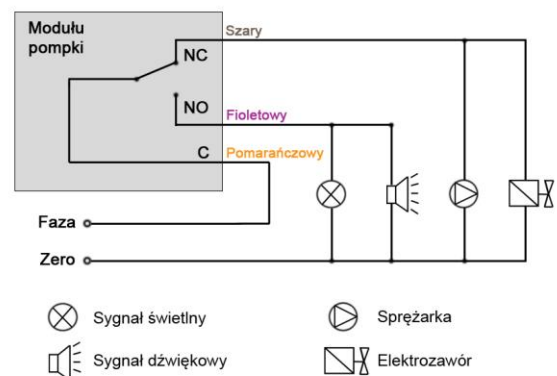 Modułu
pompki
NC
Szary
NO
Fioletowy
C
Pomarańczowy
Faza
Zero
Sygnał świetlny
Sprężarka
Sygnał dźwiękowy
Elektrozawór